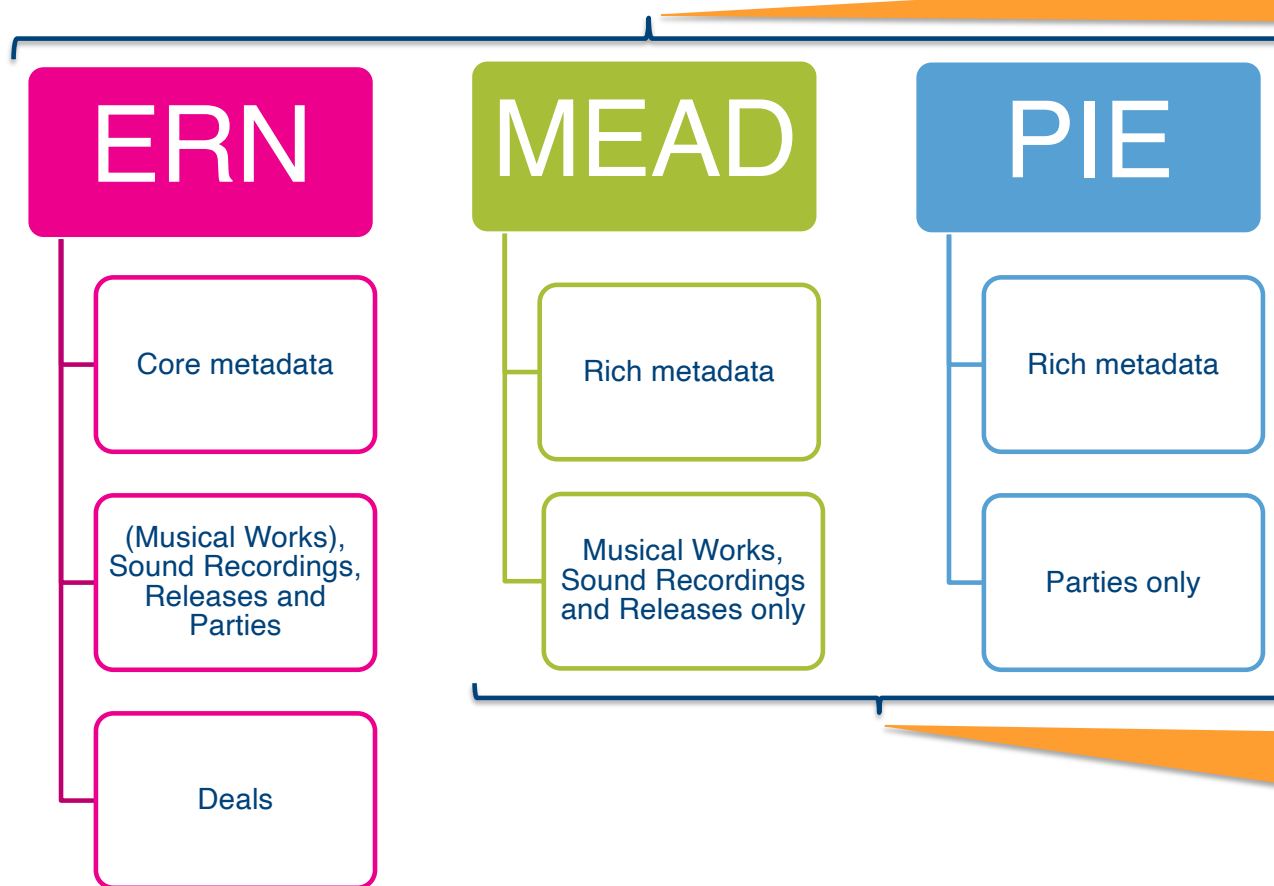 ERN
Core metadata
(Musical Works),
Sound Recordings,
Releases and
Parties
Deals
MEAD
Rich metadata
Musical Works,
Sound Recordings
and Releases only
PIE
Rich metadata
Parties only